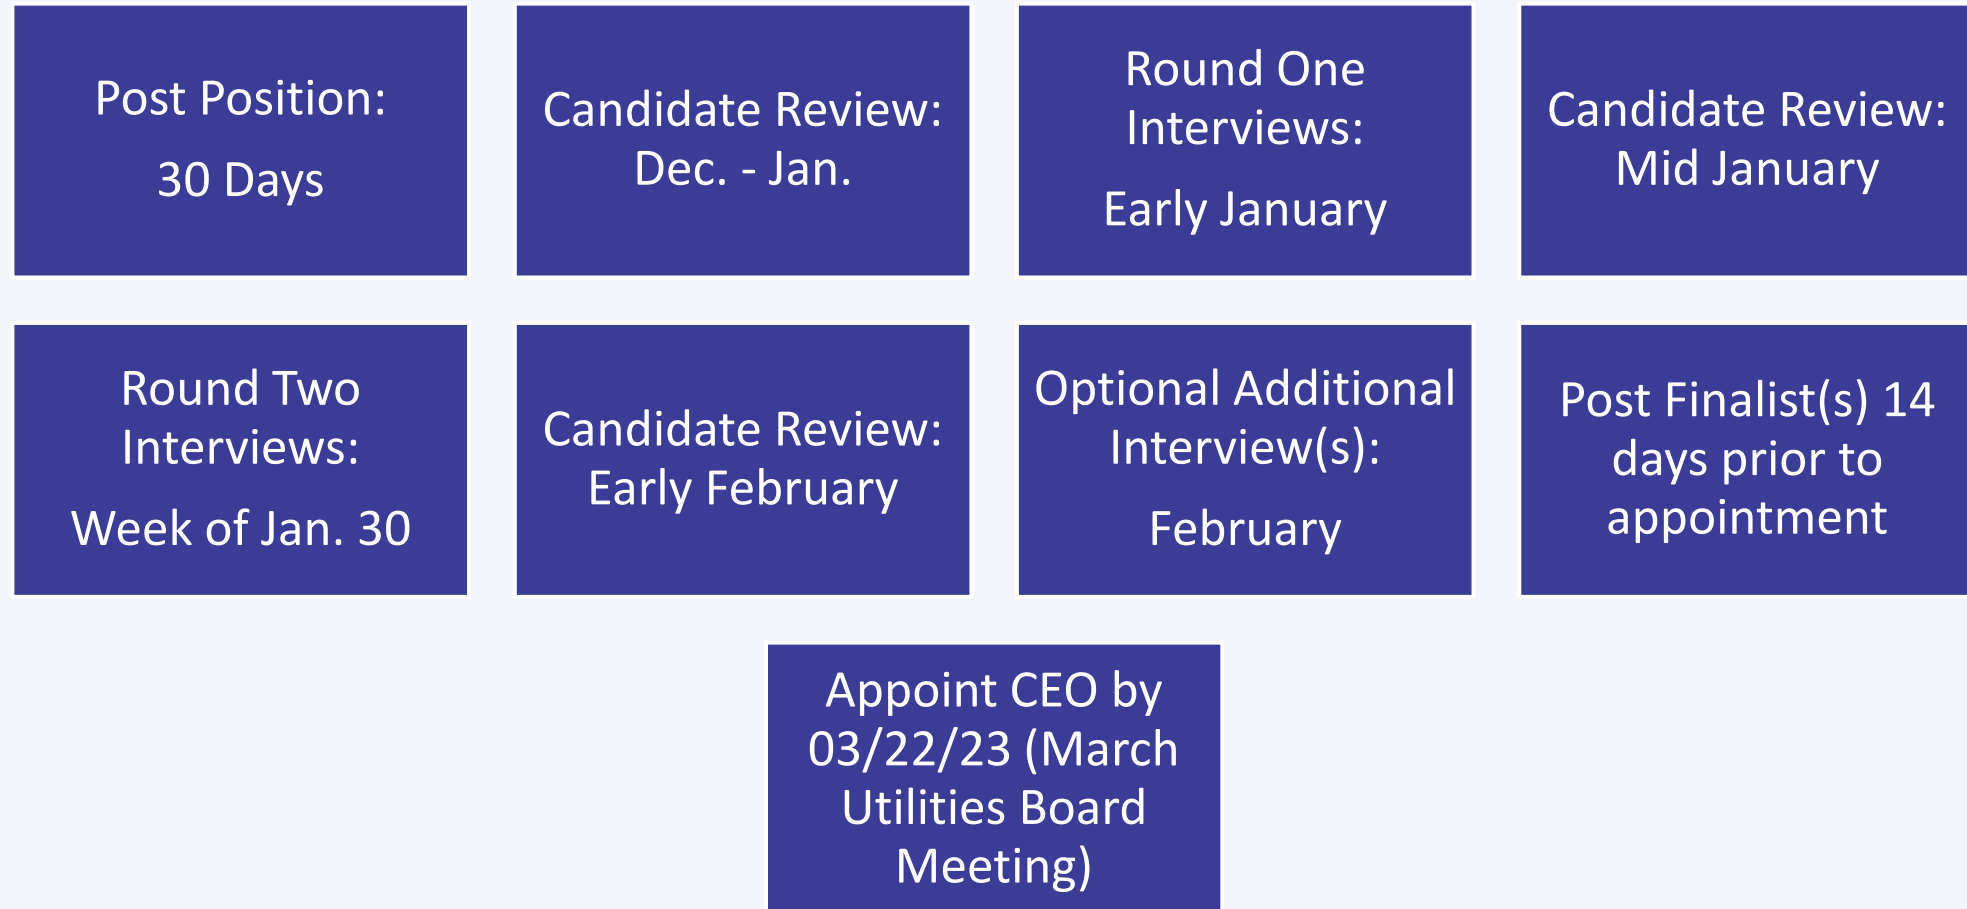 Post Position:
30 Days
Candidate Review:
Dec. - Jan.
Round One
Interviews:
Early January
Candidate Review:
Mid January
Round Two
Interviews:
Week of Jan. 30
Candidate Review:
Early February
Optional Additional
Interview(s):
February
Post Finalist(s) 14
days prior to
appointment
Appoint CEO by
03/22/23 (March
Utilities Board
Meeting)